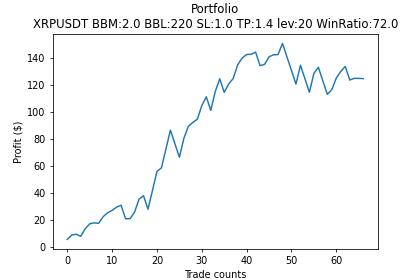 Portfolio
XRPUSDT BBM:2.0 BBL:220 SL:1.0 TP:1.4 lev:20 WinRatio:72.0
140
120
100
80
60
40
20
0
Profit ($)
0 10 20 30 40 50 60
Trade counts